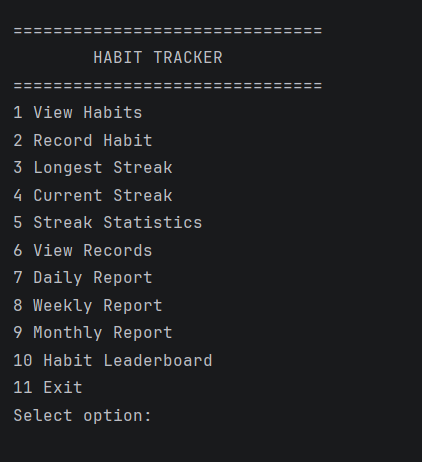 ===============================
HABIT TRACKER
===============================
1 View Habits
2 Record Habit
3 Longest Streak
4 Current Streak
5 Streak Statistics
6 View Records
7 Daily Report
8 Weekly Report
9 Monthly Report
10 Habit Leaderboard
11 Exit
Select option: